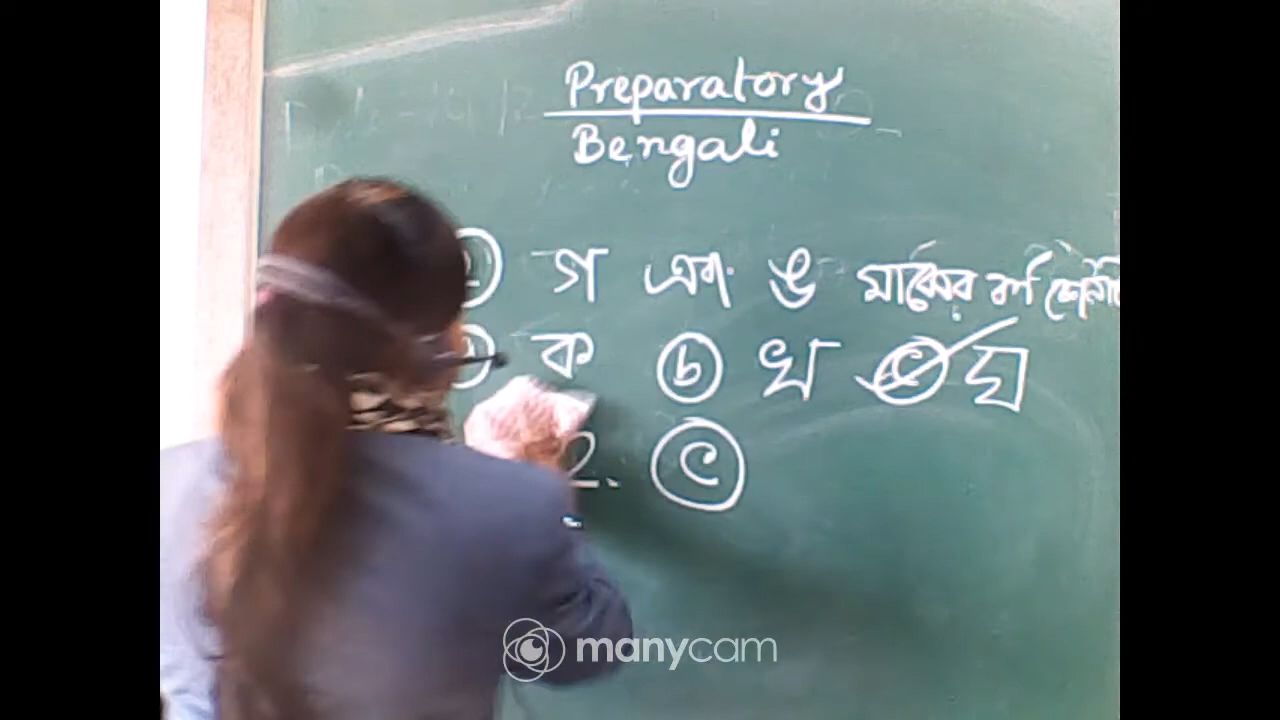 Preparatory
Bengali
গ এবং ঙ মাঝের বর্ণ
ক b খ c ঘ
2. c
manycam